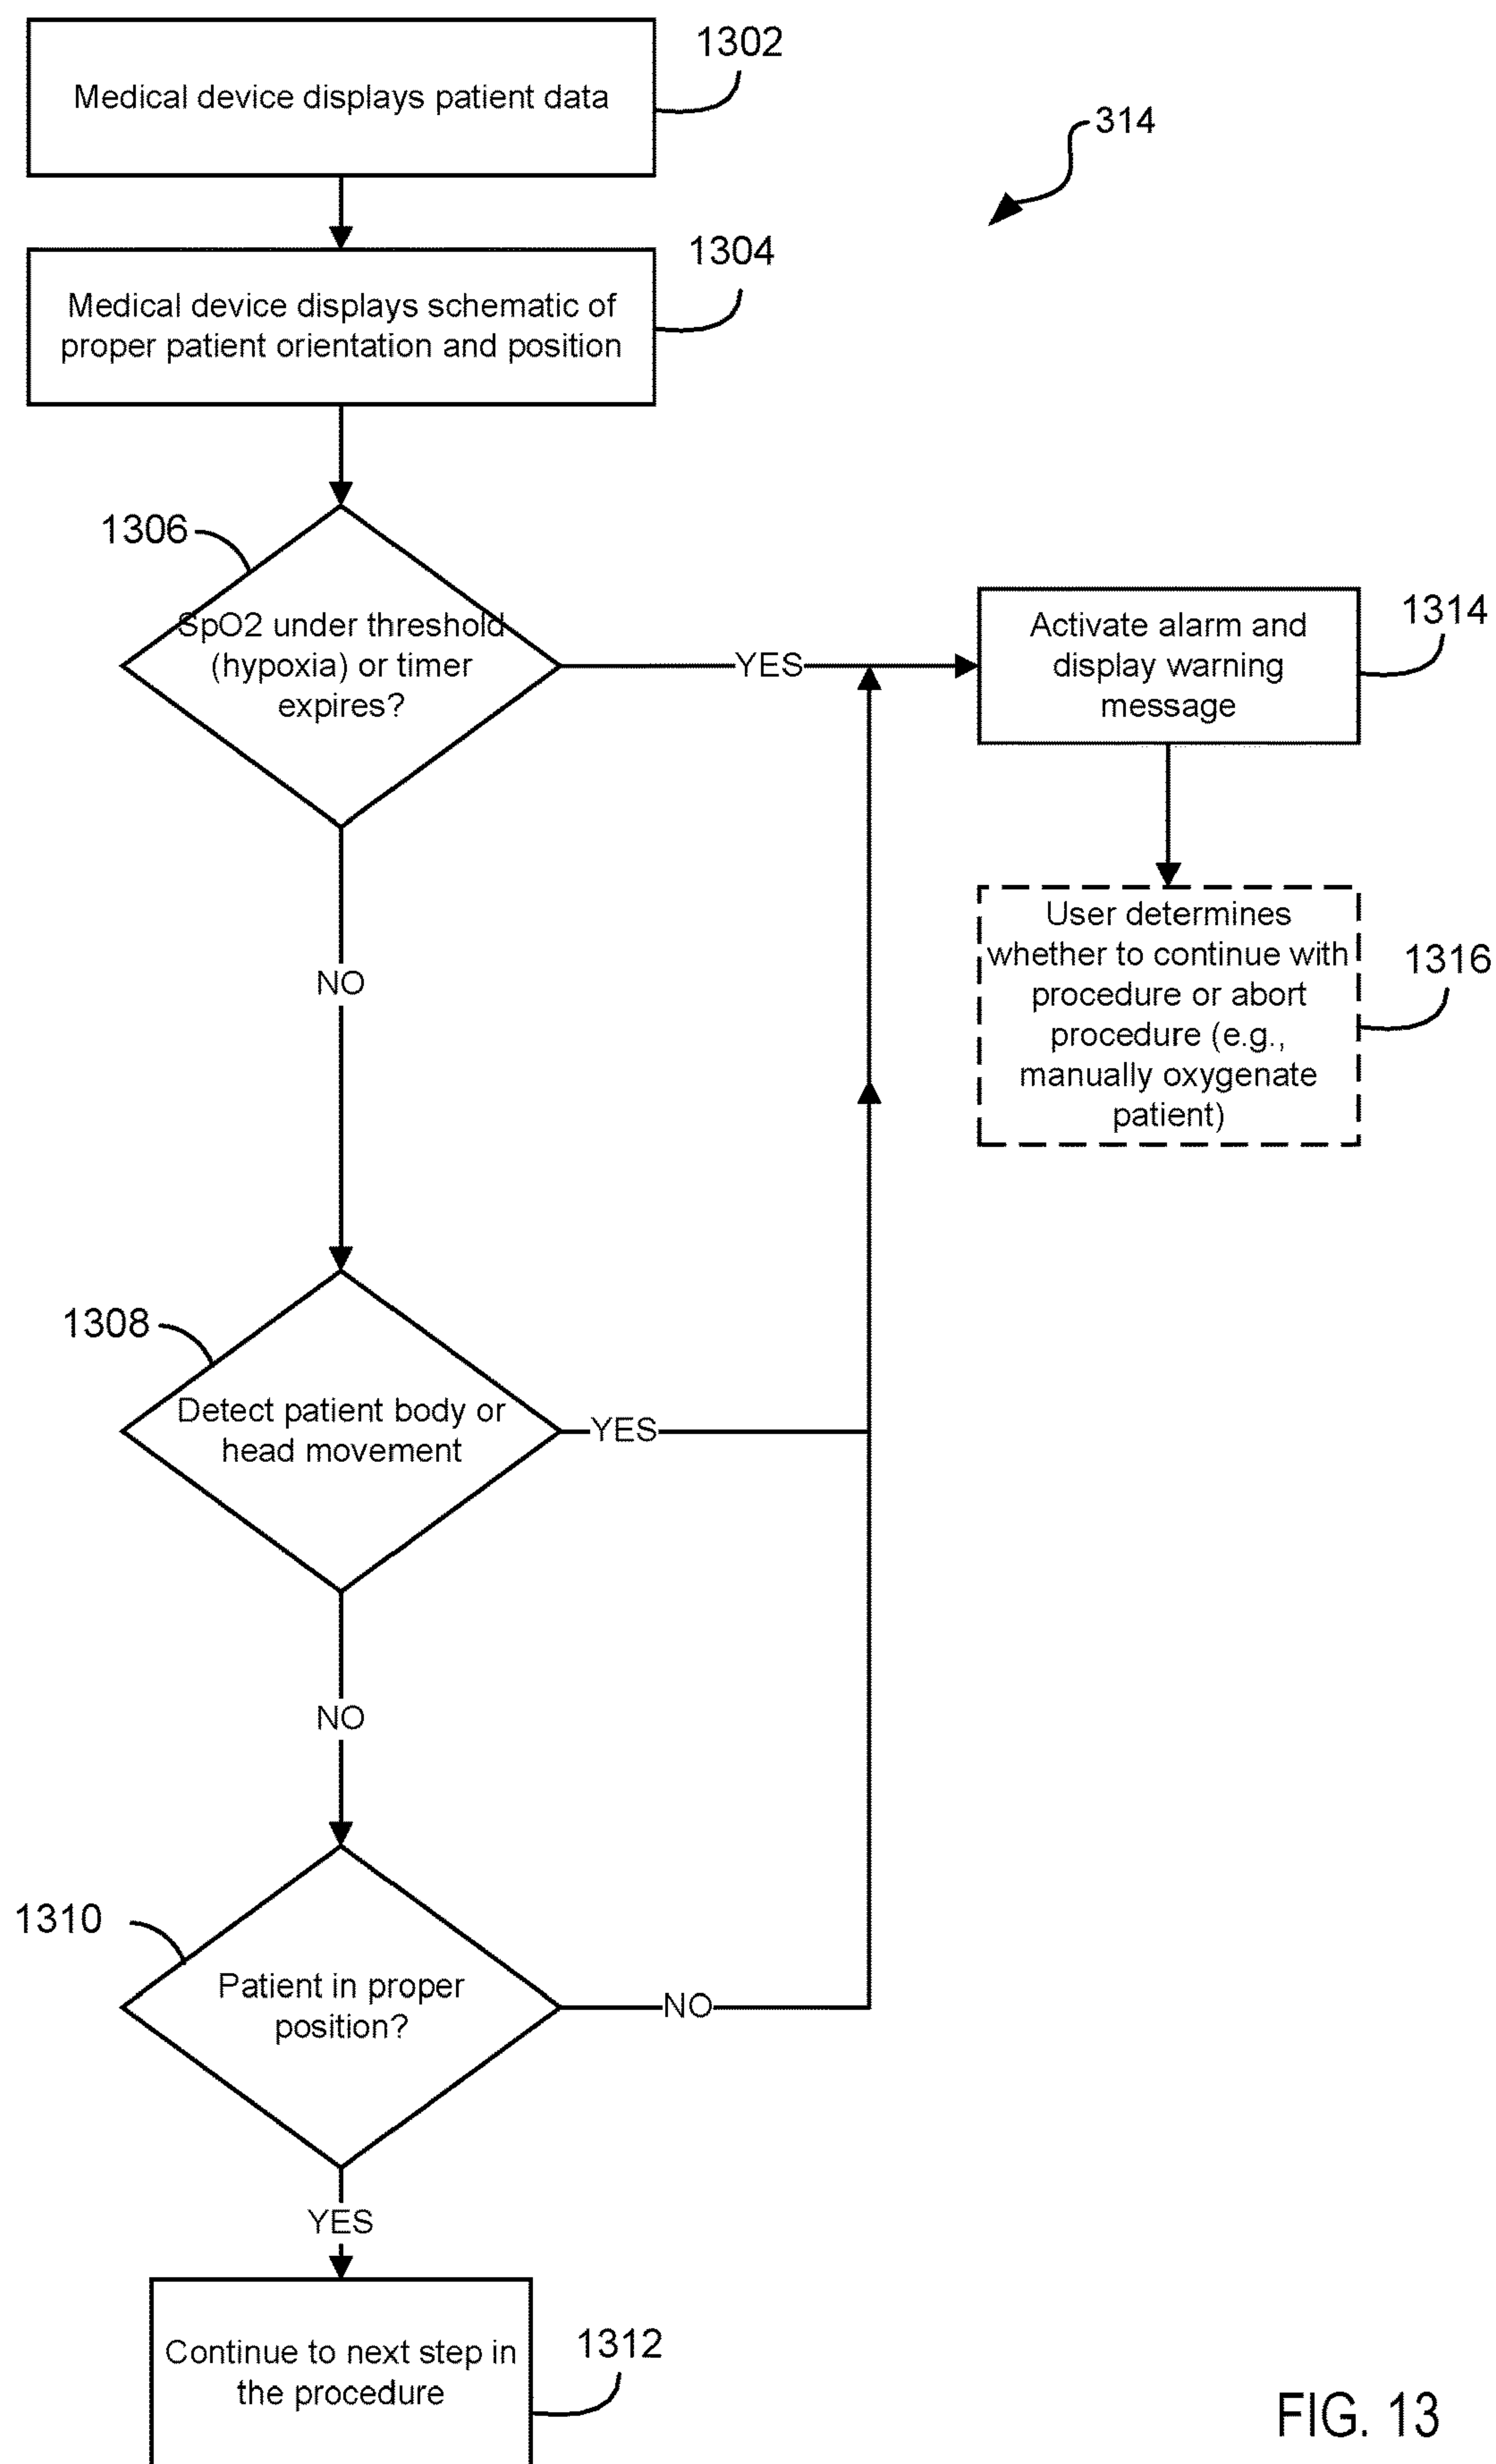 1302
Medical device displays patient data
314
1304
Medical device displays schematic of
proper patient orientation and position
1306
SpO2 under threshold
(hypoxia) or timer
expires?
YES
Activate alarm and
display warning
message
1314
NO
User determines
whether to continue with
procedure or abort
procedure (e.g.,
manually oxygenate
patient)
1316
1308
Detect patient body or
head movement
YES
NO
1310
Patient in proper
position?
NO
YES
Continue to next step in
the procedure
1312
FIG. 13